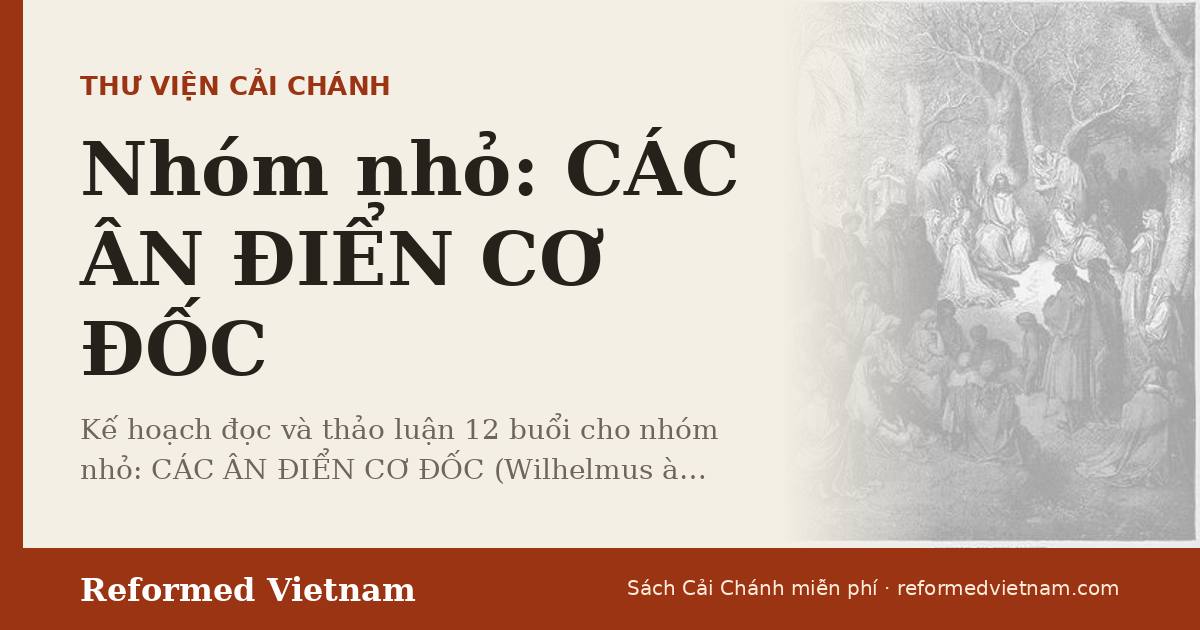 THƯ VIỆN CẢI CHÁNH
Nhóm nhỏ: CÁC
ÂN ĐIỂN CƠ
ĐỐC
Kế hoạch đọc và thảo luận 12 buổi cho nhóm
nhỏ: CÁC ÂN ĐIỂN CƠ ĐỐC (Wilhelmus à...
Reformed Vietnam
Sách Cải Chánh miễn phí · reformedvietnam.com